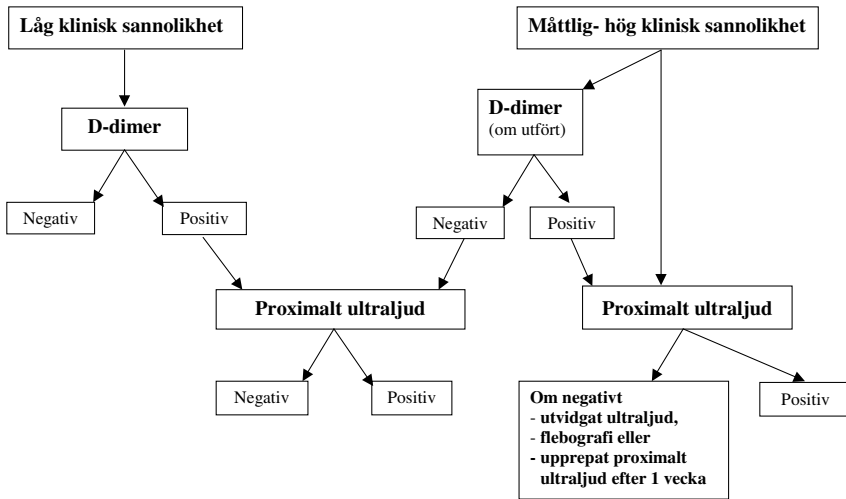 Låg klinisk sannolikhet
Måttlig- hög klinisk sannolikhet
D-dimer
D-dimer
(om utfört)
Negativ
Positiv
Negativ
Positiv
Proximalt ultraljud
Proximalt ultraljud
Negativ
Positiv
Om negativt
- utvidgat ultraljud,
- flebografi eller
- upprepat proximalt
ultraljud efter 1 vecka
Positiv